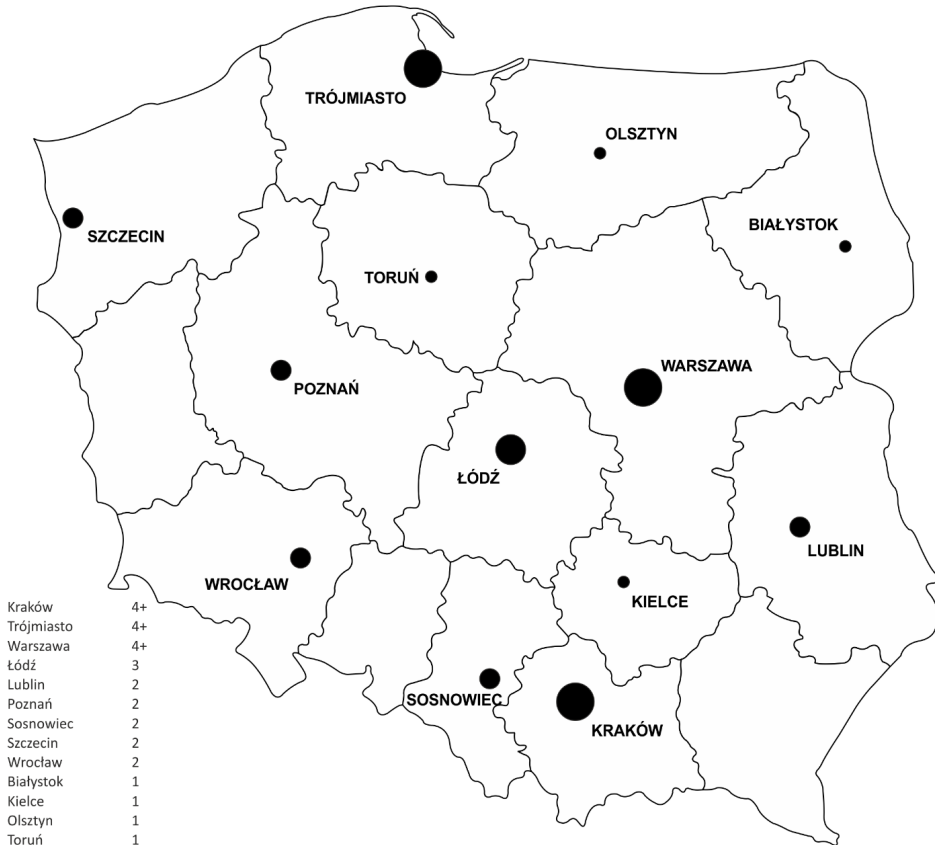 TRÓJMIASTO
OLSZTYN
BIAŁYSTOK
SZCZECIN
TORUŃ
WARSZAWA
POZNAŃ
ŁÓDŹ
LUBLIN
WROCŁAW
KIELCE
SOSNOWIEC
KRAKÓW
Kraków 4+
Trójmiasto 4+
Warszawa 4+
Łódź 3
Lublin 2
Poznań 2
Sosnowiec 2
Szczecin 2
Wrocław 2
Białystok 1
Kielce 1
Olsztyn 1
Toruń 1